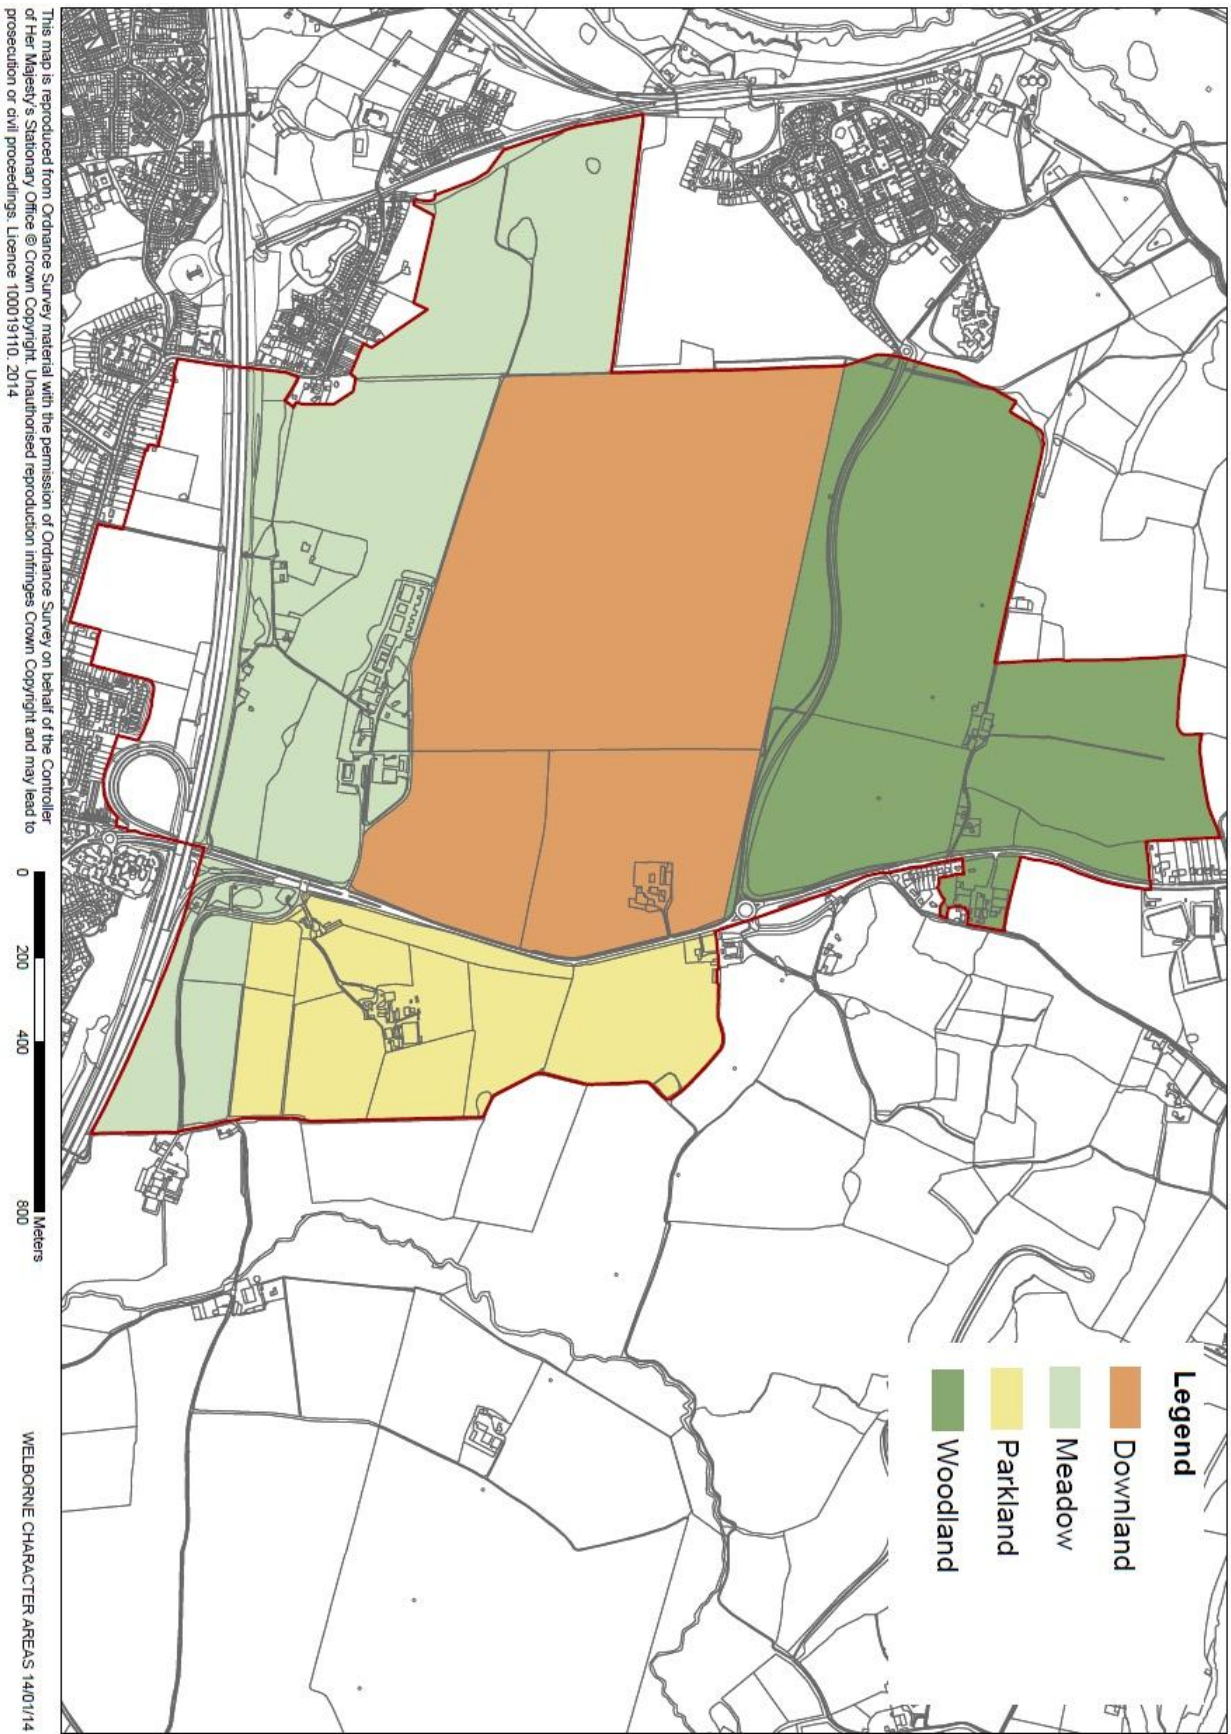 Legend
Downland
Meadow
Parkland
Woodland
This map is reproduced from Ordnance Survey material with the permission of Ordnance Survey on behalf of the Controller
of Her Majesty's Stationary Office © Crown Copyright. Unauthorised reproduction infringes Crown Copyright and may lead to
prosecution or civil proceedings. Licence 100019110. 2014
0 200 400 800
Meters
WELBORNE CHARACTER AREAS 14/01/14